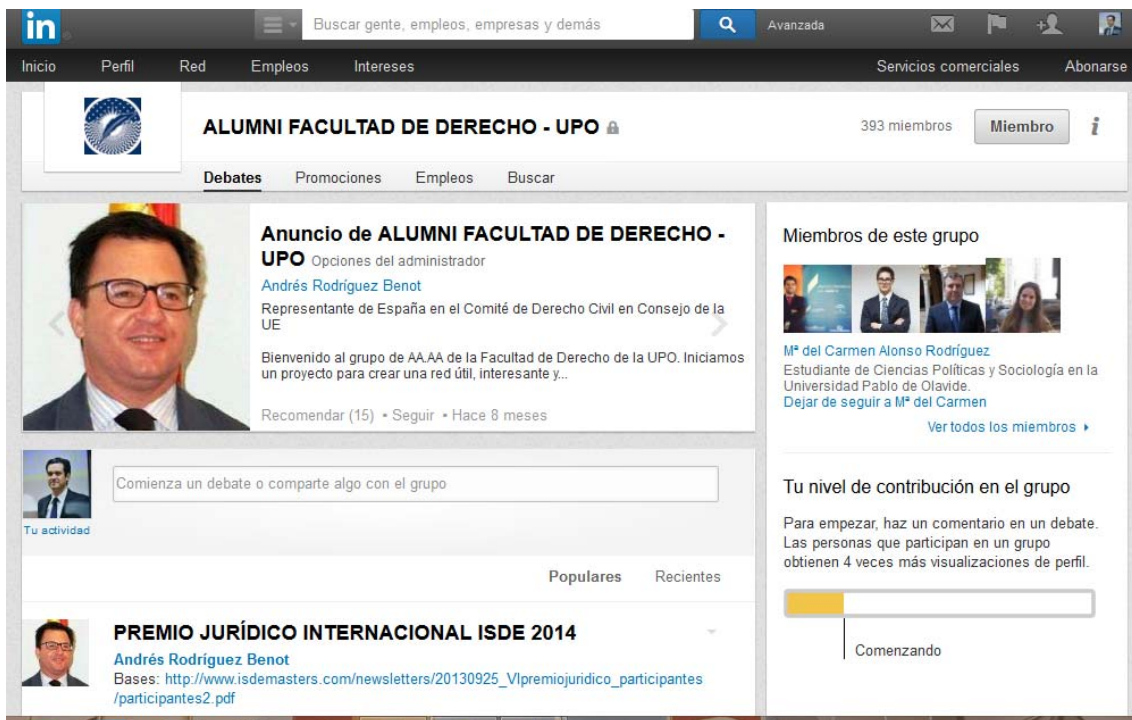 in
Buscar gente, empleos, empresas y demás
Avanzada
Inicio Perfil Red Empleos Intereses Servicios comerciales Abonarse
ALUMNI FACULTAD DE DERECHO - UPO
393 miembros Miembro i
Debates Promociones Empleos Buscar
Anuncio de ALUMNI FACULTAD DE DERECHO -
UPO Opciones del administrador
Andrés Rodríguez Benot
Representante de España en el Comité de Derecho Civil en Consejo de la
UE
Bienvenido al grupo de AA.AA de la Facultad de Derecho de la UPO. Iniciamos
un proyecto para crear una red útil, interesante y...
Recomendar (15) • Seguir • Hace 8 meses
Comienza un debate o comparte algo con el grupo
Tu actividad
Populares Recientes
PREMIO JURÍDICO INTERNACIONAL ISDE 2014
Andrés Rodríguez Benot
Bases: http://www.isdemasters.com/newsletters/20130925_VIpremiojuridico_participantes
/participantes2.pdf
Miembros de este grupo
Mª del Carmen Alonso Rodríguez
Estudiante de Ciencias Políticas y Sociología en la
Universidad Pablo de Olavide.
Dejar de seguir a Mª del Carmen
Ver todos los miembros
Tu nivel de contribución en el grupo
Para empezar, haz un comentario en un debate.
Las personas que participan en un grupo
obtienen 4 veces más visualizaciones de perfil.
Comenzando